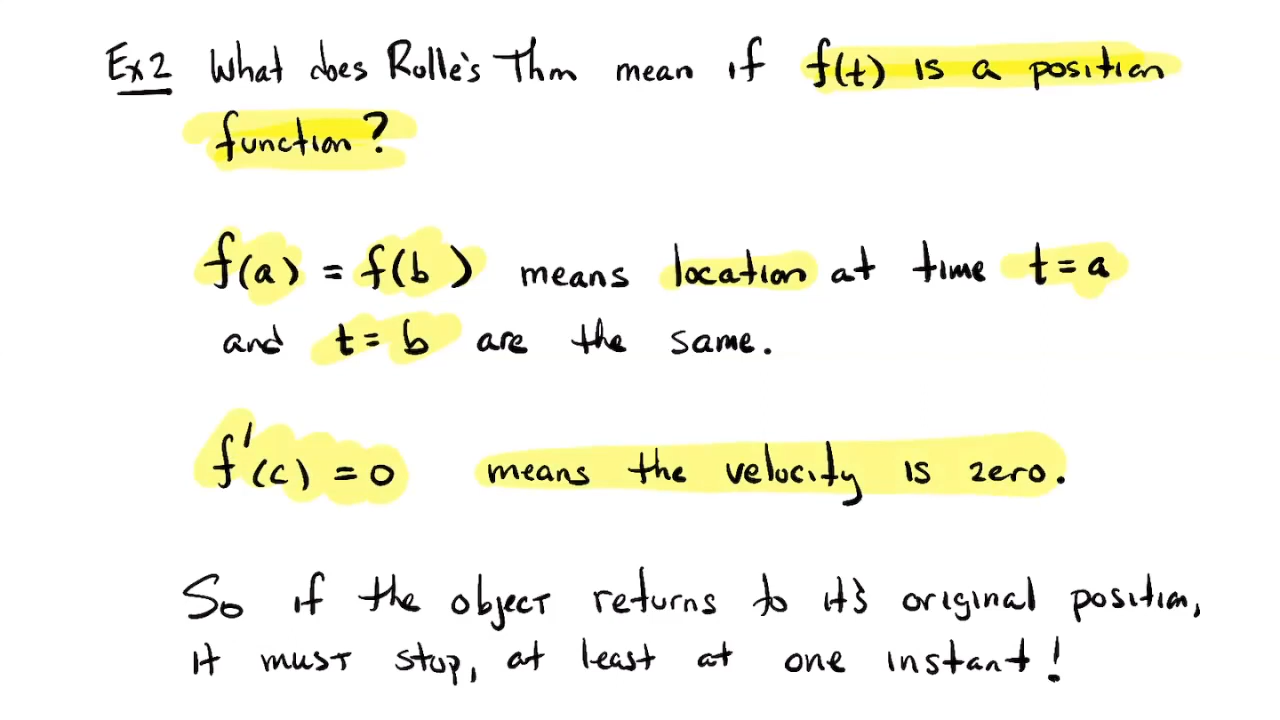 Ex2 What does Rolle's Thm mean if f(t) is a position
function?
f(a) = f(b) means location at time t = a
and t = b are the same.
f'(c) = 0 means the velocity is zero.
So if the object returns to it's original position,
it must stop, at least at one instant!